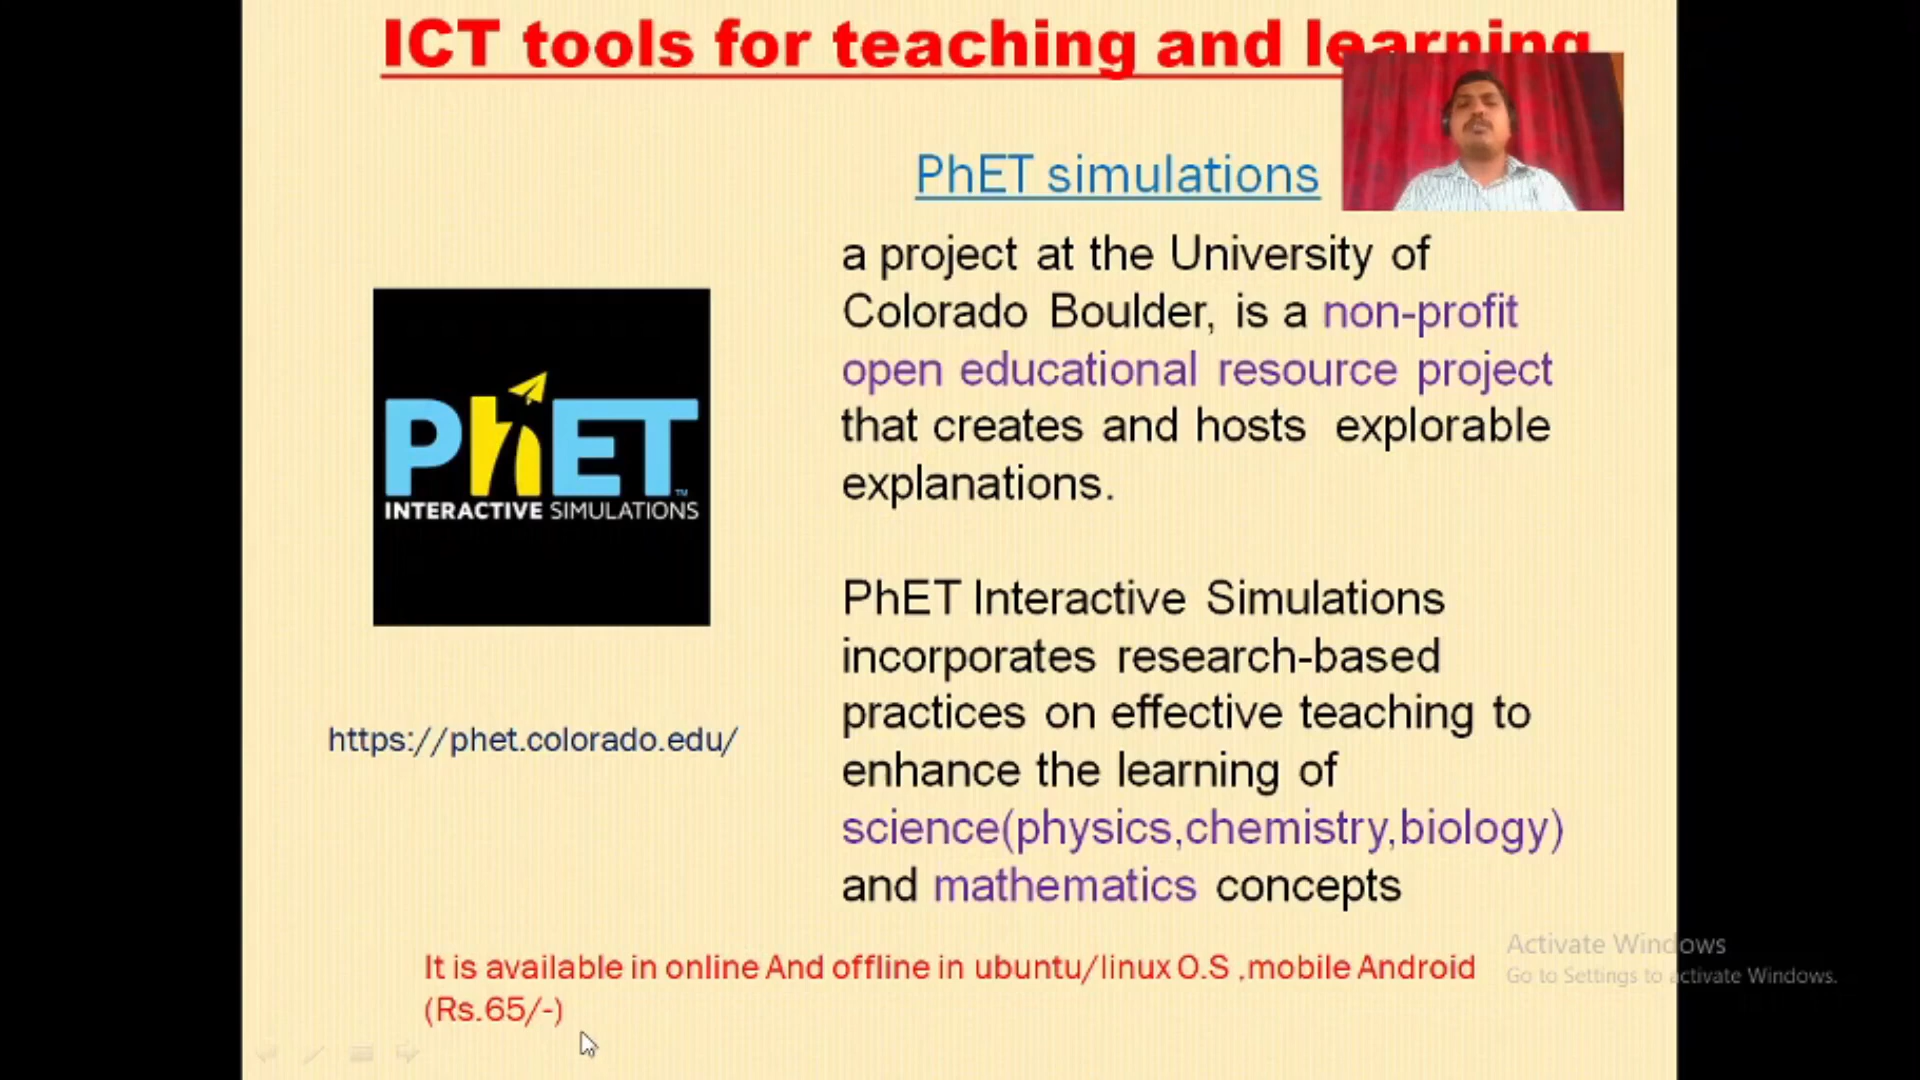 ICT tools for teaching and learning
PhET simulations
a project at the University of
Colorado Boulder, is a non-profit
open educational resource project
that creates and hosts explorable
explanations.
PhET
TM
INTERACTIVE SIMULATIONS
https://phet.colorado.edu/
PhET Interactive Simulations
incorporates research-based
practices on effective teaching to
enhance the learning of
science(physics,chemistry,biology)
and mathematics concepts
It is available in online And offline in ubuntu/linux O.S ,mobile Android
(Rs.65/-)
Activate Windows
Go to Settings to activate Windows.